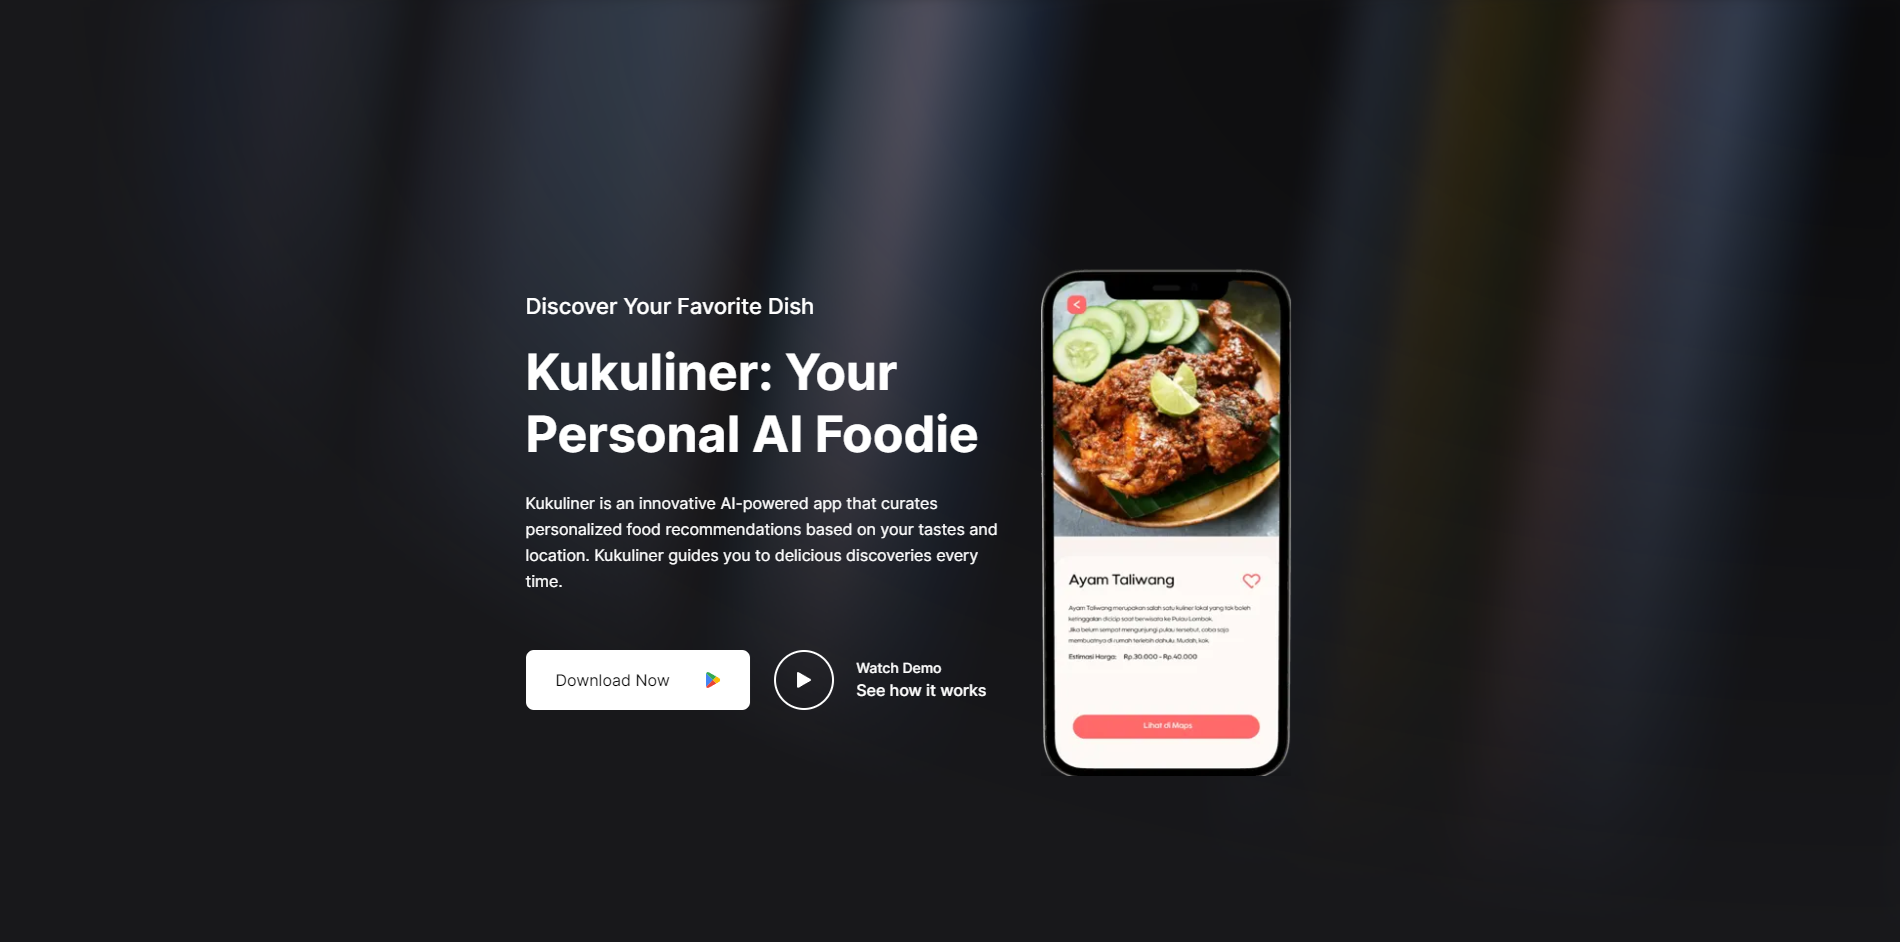 Discover Your Favorite Dish
Kukuliner: Your
Personal AI Foodie
Kukuliner is an innovative AI-powered app that curates
personalized food recommendations based on your tastes and
location. Kukuliner guides you to delicious discoveries every
time.
Download Now
Watch Demo
See how it works
Ayam Taliwang
Ayam Taliwang merupakan salah satu kuliner lokal yang tak boleh
ketinggalan dicicip saat berwisata ke Pulau Lombok.
Jika belum sempat mengunjungi pulau tersebut, coba saja
membuatnya di rumah terlebih dahulu. Mudah, kok.
Estimasi Harga: Rp.30.000 - Rp.40.000
Lihat di Maps